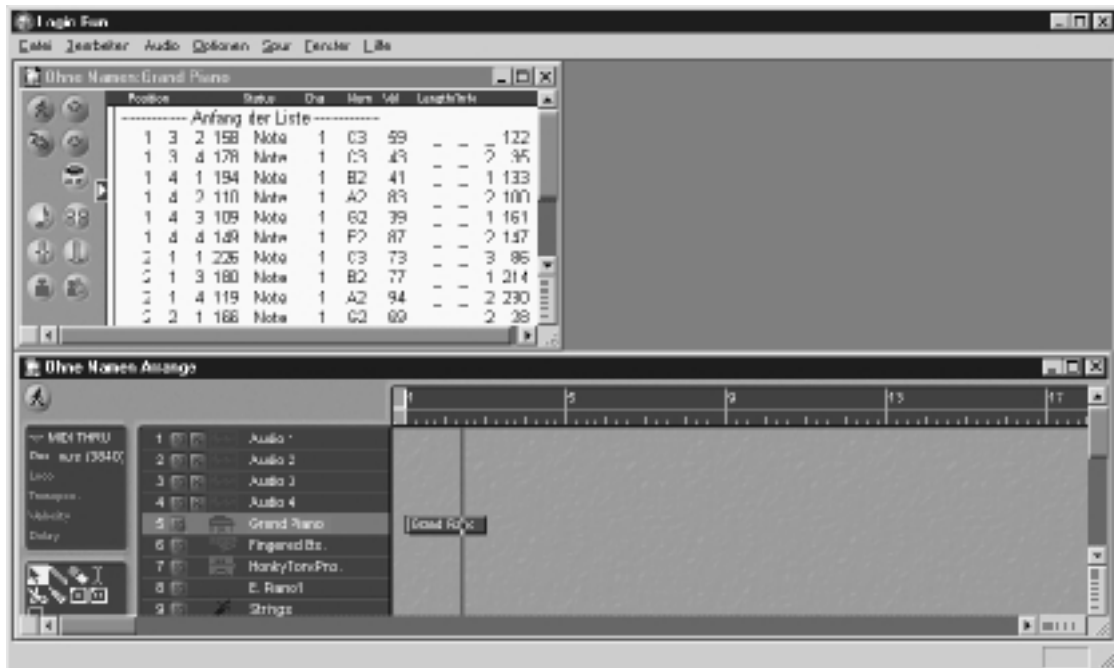 Logic Fun
Datei Bearbeiten Audio Optionen Spur Fenster Hilfe
Ohne Namen:Grand Piano
Position Status Cha Num Val Length/Info
------------ Anfang der Liste ------------
1 3 2 158 Note 1 C3 59 _ _ _ 122
1 3 4 178 Note 1 C3 43 _ _ 2 95
1 4 1 194 Note 1 B2 41 _ _ 1 133
1 4 2 110 Note 1 A2 83 _ _ 2 100
1 4 3 109 Note 1 G2 39 _ _ 1 161
1 4 4 149 Note 1 F2 87 _ _ 2 147
2 1 1 226 Note 1 C3 73 _ _ 3 86
2 1 3 180 Note 1 B2 77 _ _ 1 214
2 1 4 119 Note 1 A2 94 _ _ 2 230
2 2 1 166 Note 1 G2 69 2 38
Ohne Namen Arrange
1 5 9 13 17
MIDI THRU
(3840)
Loop
Transpos.
Velocity
Delay
1 Audio 1
2 Audio 2
3 Audio 3
4 Audio 4
5 Grand Piano
6 Fingered Bs.
7 HonkyTonkPno.
8 E. Piano1
9 Strings
Grand Piano